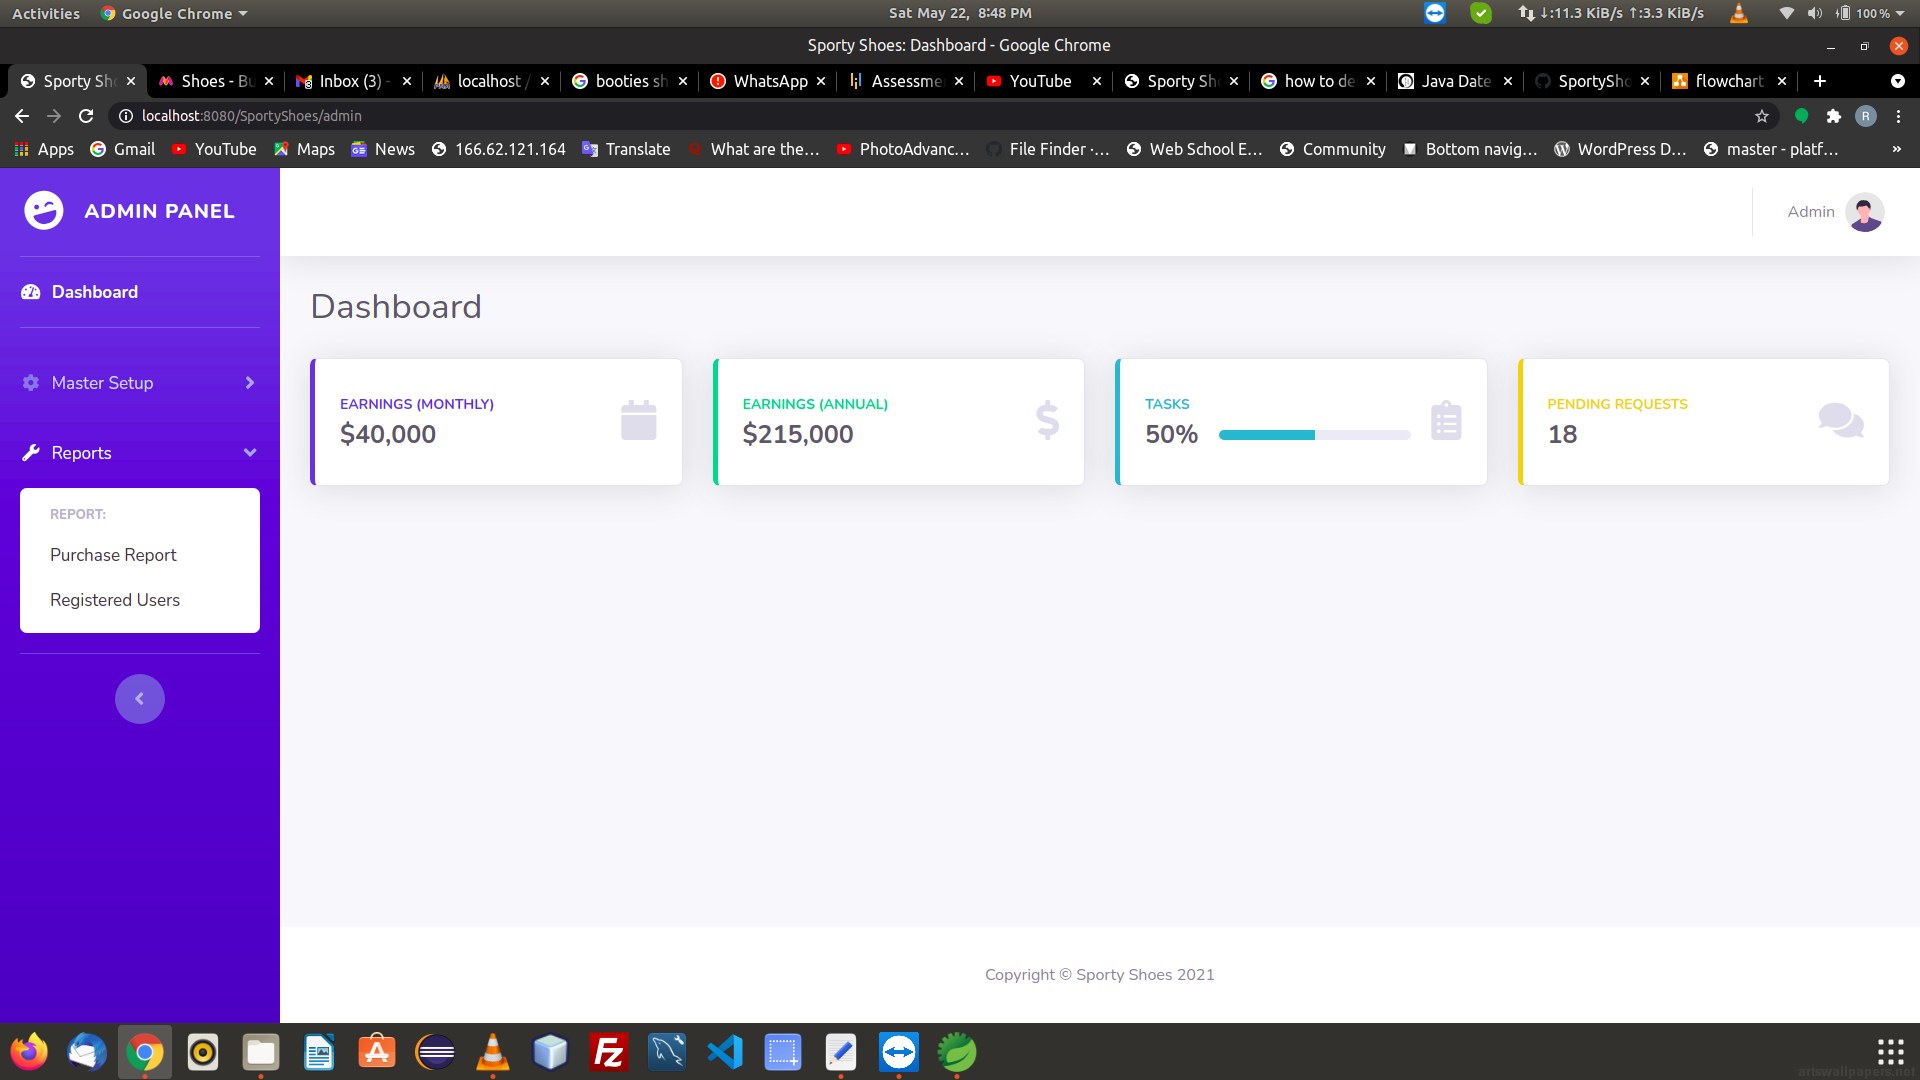 Activities Google Chrome Sat May 22, 8:48 PM ↓:11.3 KiB/s ↑:3.3 KiB/s 100 %
Sporty Shoes: Dashboard - Google Chrome
Sporty Sh Shoes - Bu Inbox (3) - localhost / booties sh WhatsApp Assessme YouTube Sporty Sh how to de Java Date SportySho flowchart
localhost:8080/SportyShoes/admin
Apps Gmail YouTube Maps News 166.62.121.164 Translate What are the... PhotoAdvanc... File Finder ·... Web School E... Community Bottom navig... WordPress D... master - platf... »
R
ADMIN PANEL
Admin
Dashboard
Master Setup
Reports
REPORT:
Purchase Report
Registered Users
Dashboard
EARNINGS (MONTHLY)
$40,000
EARNINGS (ANNUAL)
$215,000
TASKS
50%
PENDING REQUESTS
18
Copyright © Sporty Shoes 2021
artswallpapers.net